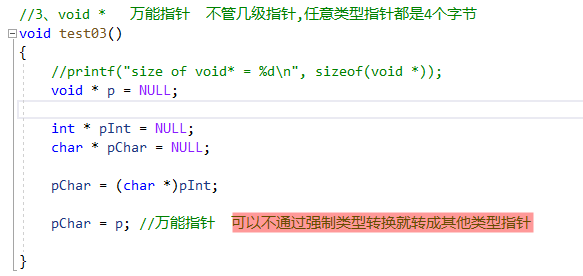 //3、void *   万能指针  不管几级指针,任意类型指针都是4个字节
void test03()
{
    //printf("size of void* = %d\n", sizeof(void *));
    void * p = NULL;

    int * pInt = NULL;
    char * pChar = NULL;

    pChar = (char *)pInt;

    pChar = p; //万能指针  可以不通过强制类型转换就转成其他类型指针

}